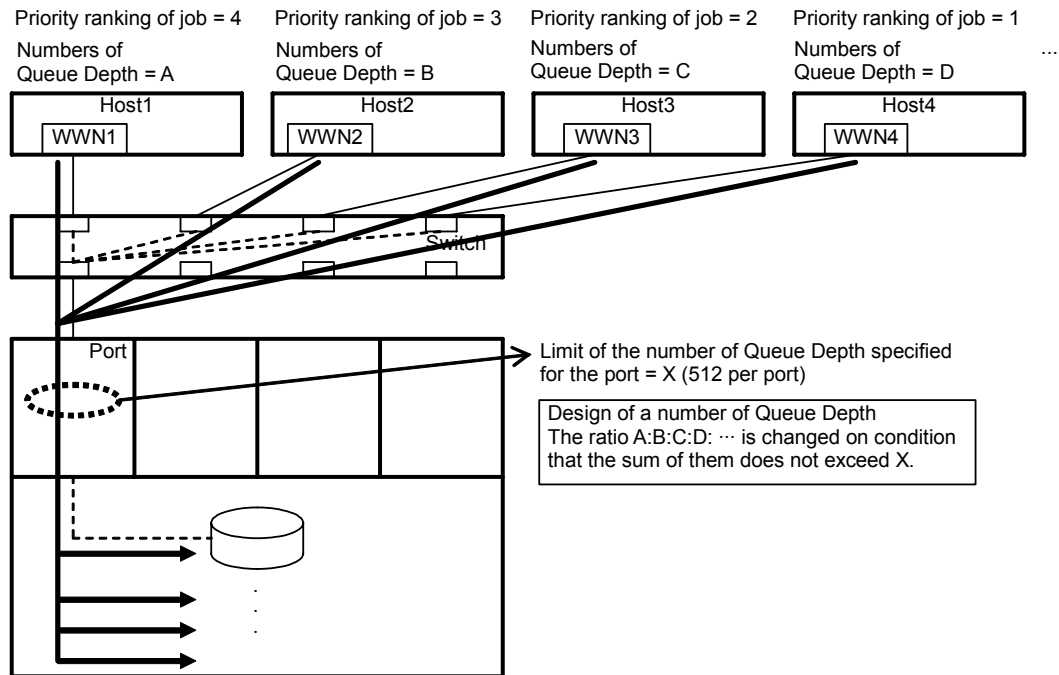 Priority ranking of job = 4
Priority ranking of job = 3
Priority ranking of job = 2
Priority ranking of job = 1
Numbers of
Queue Depth = A
Numbers of
Queue Depth = B
Numbers of
Queue Depth = C
Numbers of
Queue Depth = D
...
Host1
WWN1
Host2
WWN2
Host3
WWN3
Host4
WWN4
Switch
Port
Limit of the number of Queue Depth specified
for the port = X (512 per port)
Design of a number of Queue Depth
The ratio A:B:C:D: ··· is changed on condition
that the sum of them does not exceed X.